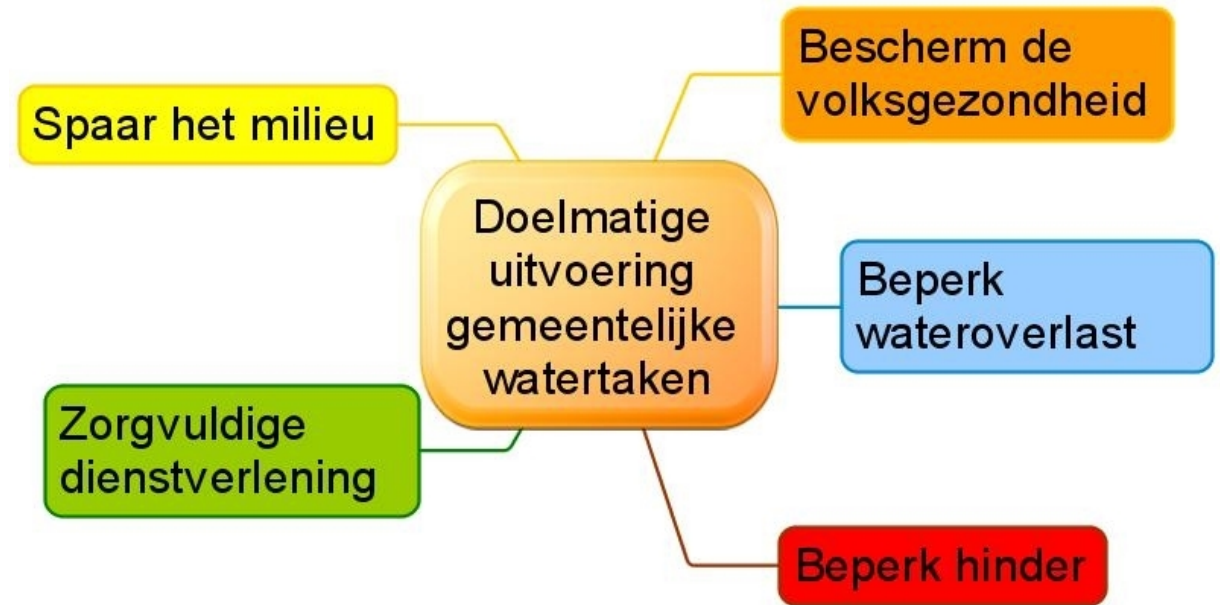 Bescherm de
volksgezondheid
Spaar het milieu
Doelmatige
uitvoering
gemeentelijke
watertaken
Beperk
wateroverlast
Zorgvuldige
dienstverlening
Beperk hinder